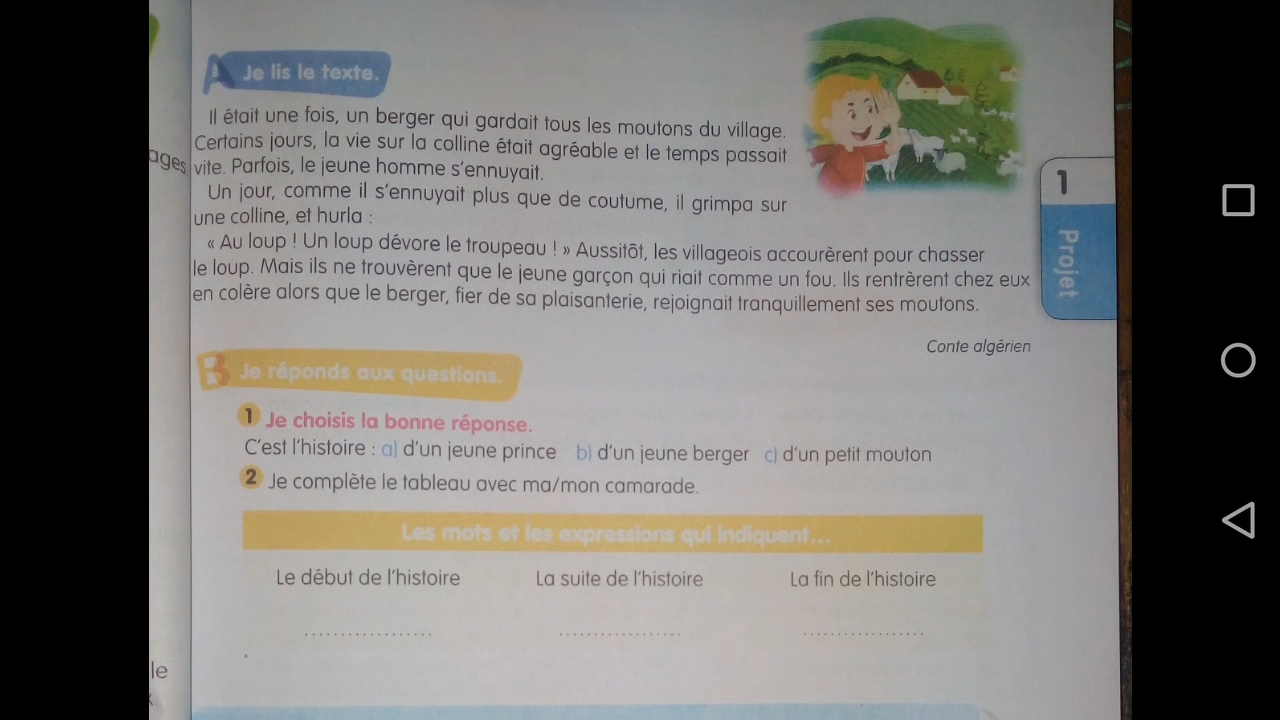 A Je lis le texte.
Il était une fois, un berger qui gardait tous les moutons du village.
Certains jours, la vie sur la colline était agréable et le temps passait
vite. Parfois, le jeune homme s'ennuyait.
Un jour, comme il s'ennuyait plus que de coutume, il grimpa sur
une colline, et hurla :
« Au loup ! Un loup dévore le troupeau ! » Aussitôt, les villageois accourèrent pour chasser
le loup. Mais ils ne trouvèrent que le jeune garçon qui riait comme un fou. Ils rentrèrent chez eux
en colère alors que le berger, fier de sa plaisanterie, rejoignait tranquillement ses moutons.
Conte algérien
1
Projet
B Je réponds aux questions.
1 Je choisis la bonne réponse.
C'est l'histoire : a) d'un jeune prince b) d'un jeune berger c) d'un petit mouton
2 Je complète le tableau avec ma/mon camarade.
Les mots et les expressions qui indiquent...
Le début de l'histoire La suite de l'histoire La fin de l'histoire
.................. .................. ..................
ages
le